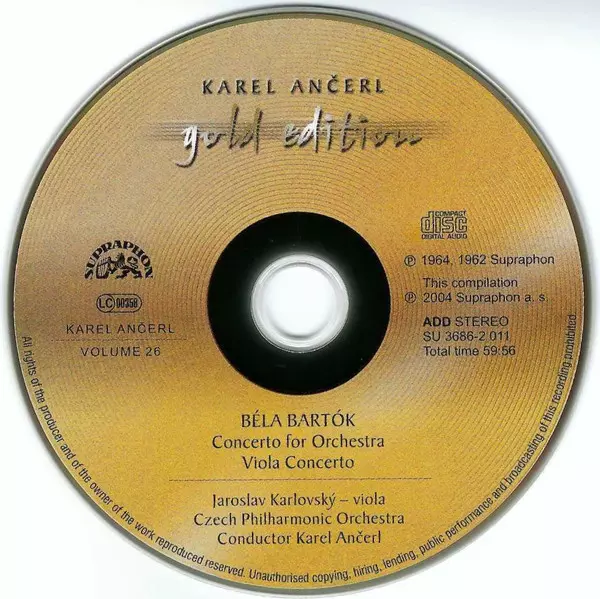 KAREL ANČERL
gold edition
COMPACT
disc
DIGITAL AUDIO
SUPRAPHON
LC 00358
KAREL ANČERL
VOLUME 26
℗ 1964, 1962 Supraphon
This compilation
℗ 2004 Supraphon a. s
ADD STEREO
SU 3686-2 011
Total time 59:56
BÉLA BARTÓK
Concerto for Orchestra
Viola Concerto
Jaroslav Karlovský – viola
Czech Philharmonic Orchestra
Conductor Karel Ančerl
All rights of the producer and of the owner of the work reproduced reserved. Unauthorised copying, hiring, lending, public performance and broadcasting of this recording prohibited